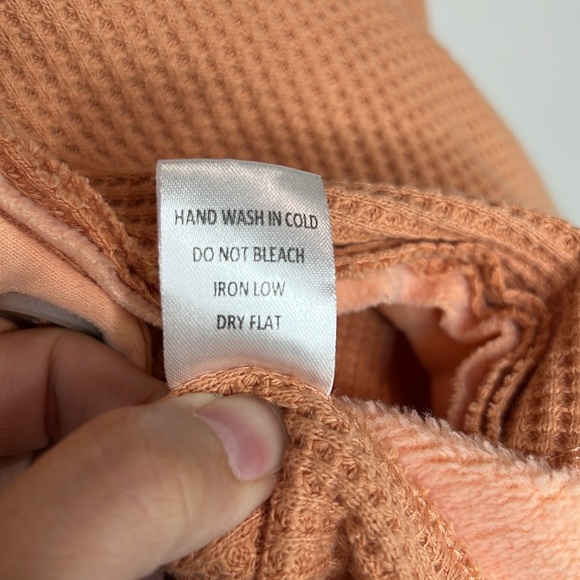 HAND WASH IN COLD
DO NOT BLEACH
IRON LOW
DRY FLAT